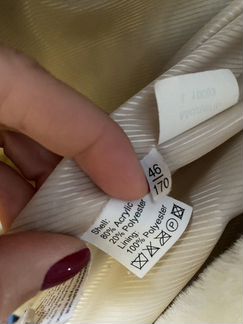 46
170
Shell:
80% Acrylic
20% Polyester
Lining
100% Polyester